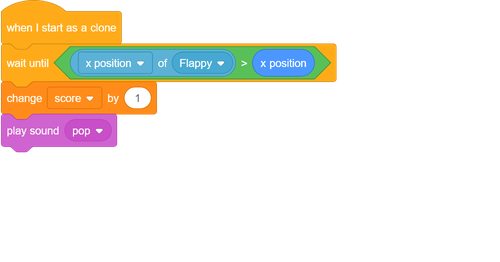 when I start as a clone
wait until x position of Flappy > x position
change score by 1
play sound pop